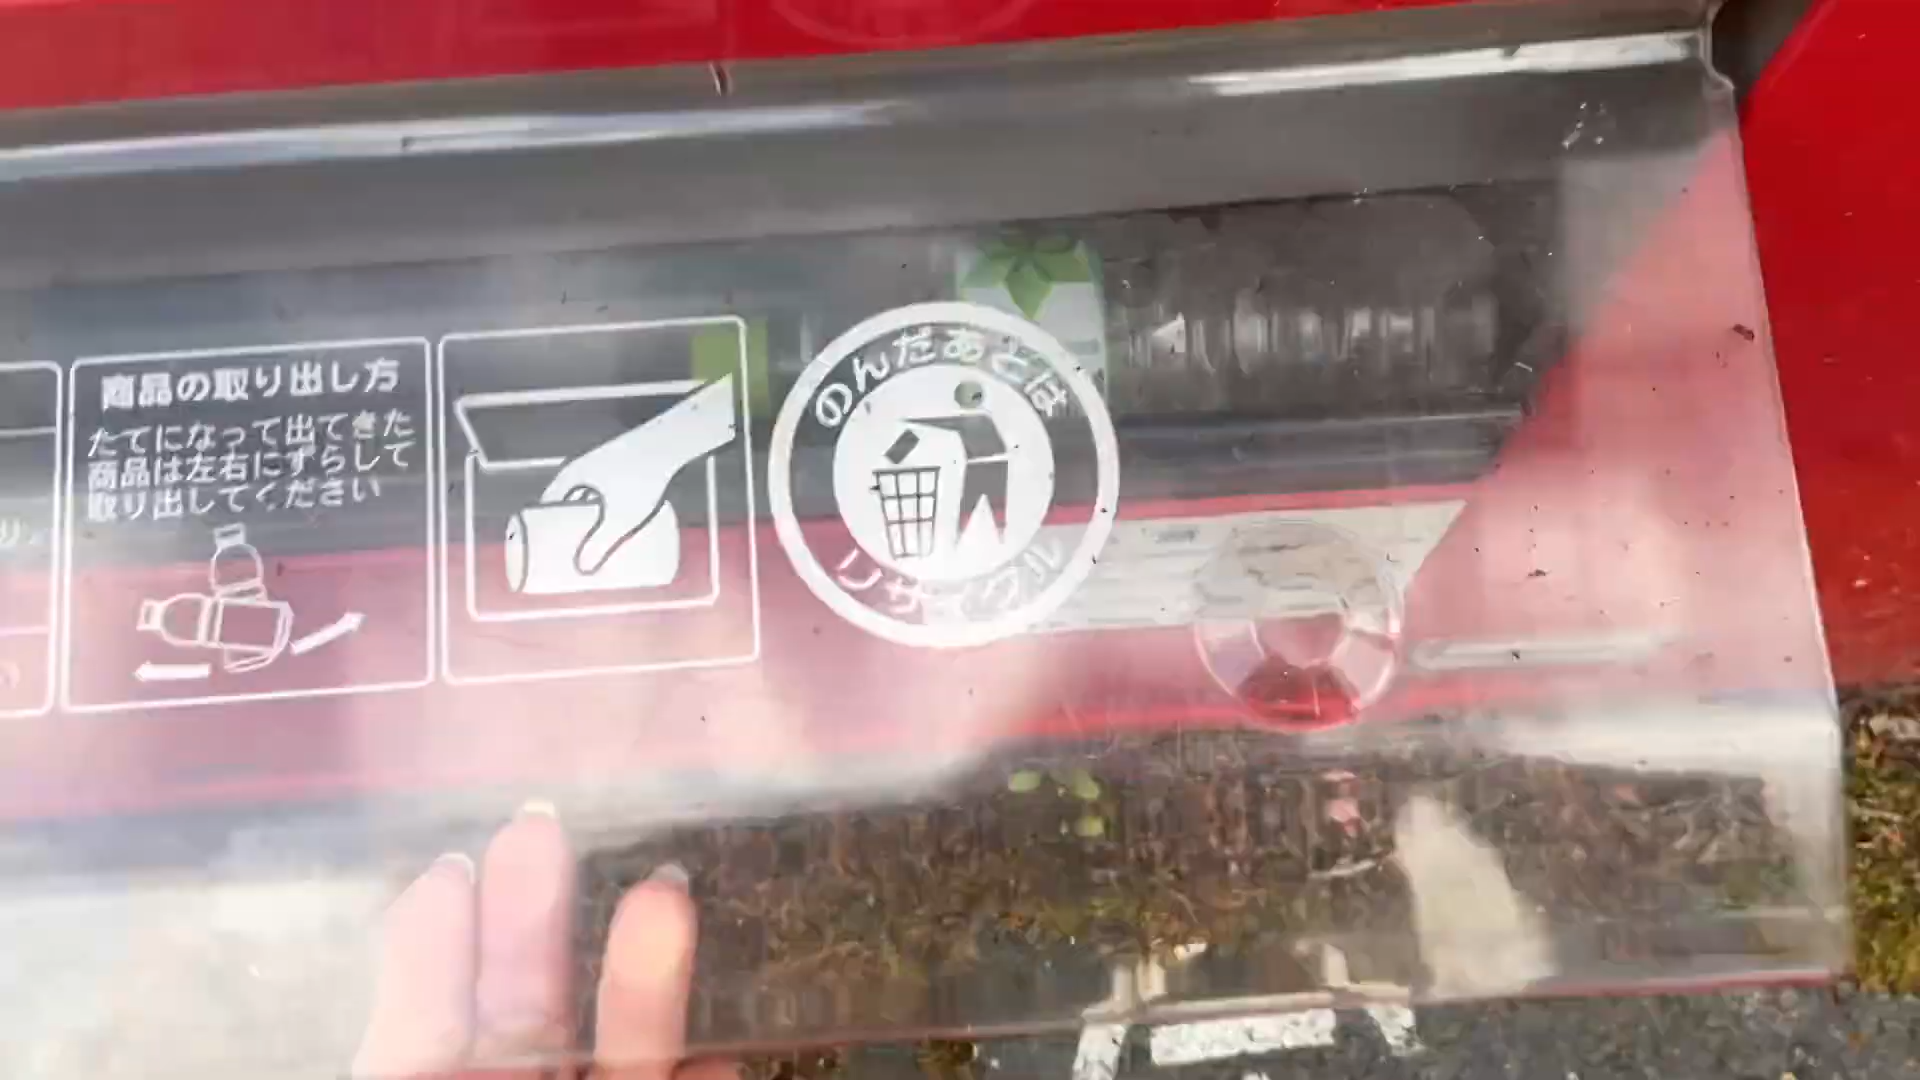 商品の取り出し方
たてになって出てきた
商品は左右にずらして
取り出してください
のんだあとは
リサイクル